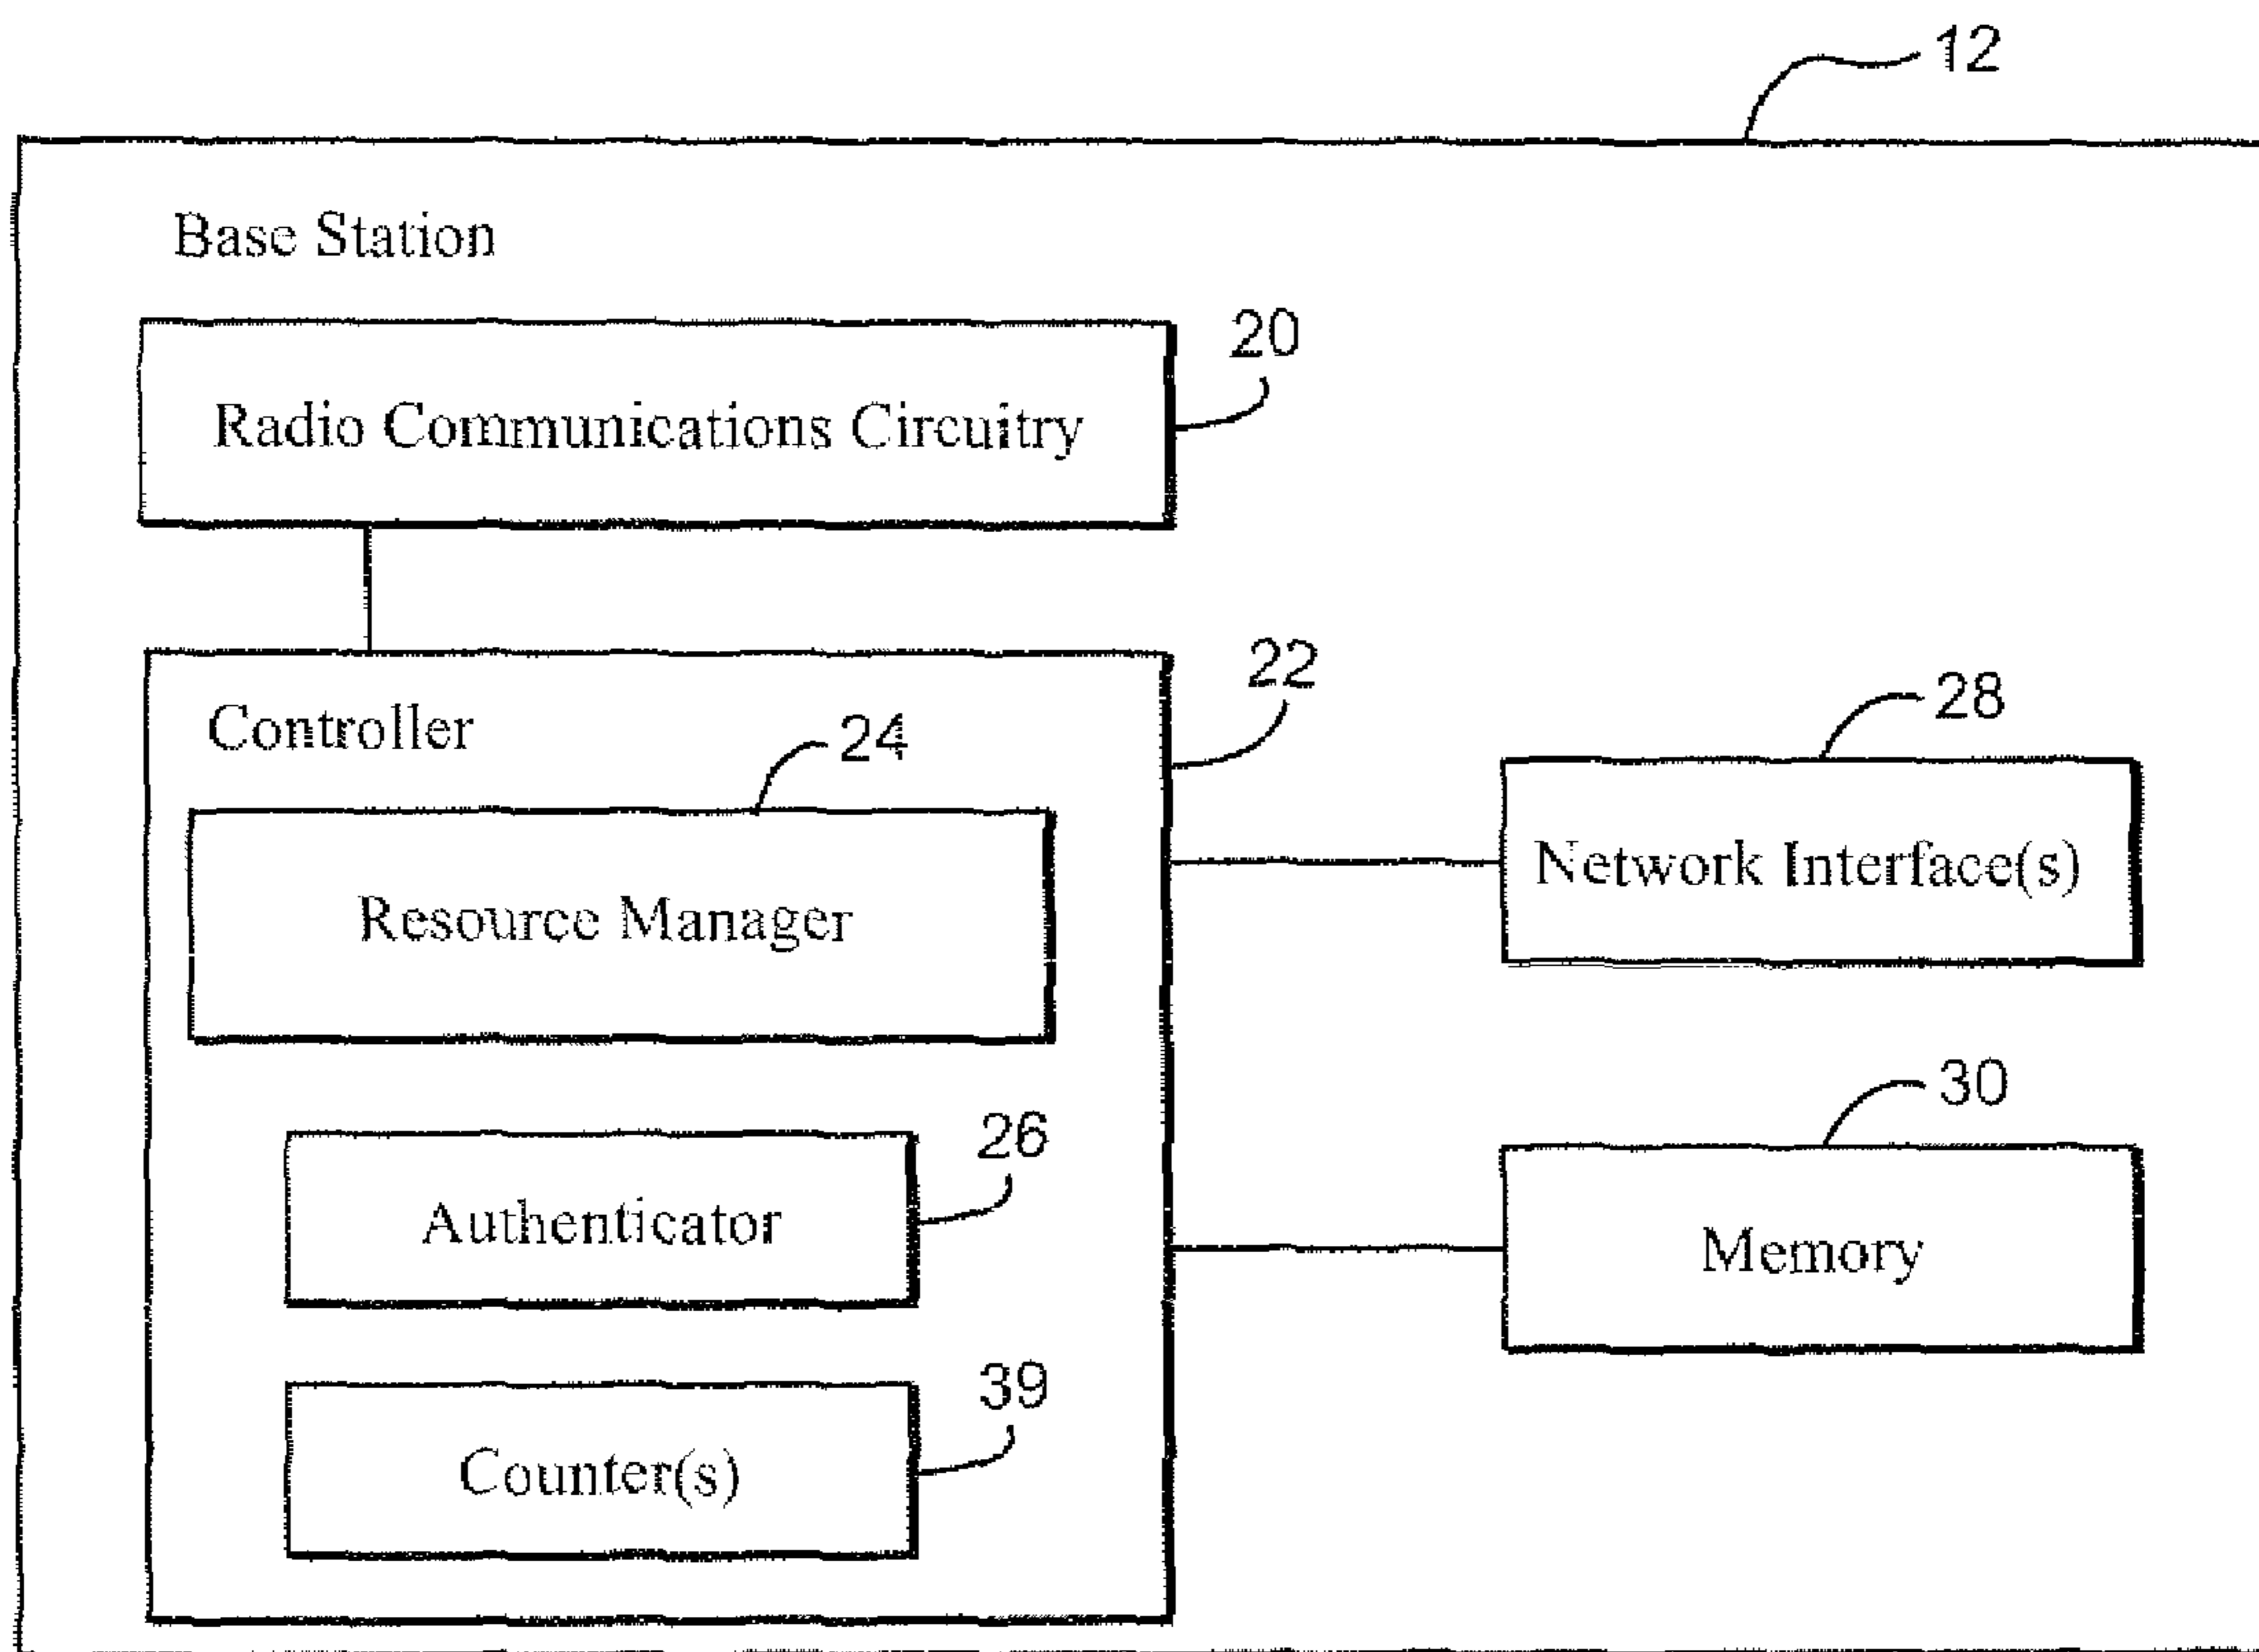 12
Base Station
20
Radio Communications Circuitry
22
Controller
24
28
Resource Manager
Network Interface(s)
26
30
Authenticator
Memory
39
Counter(s)